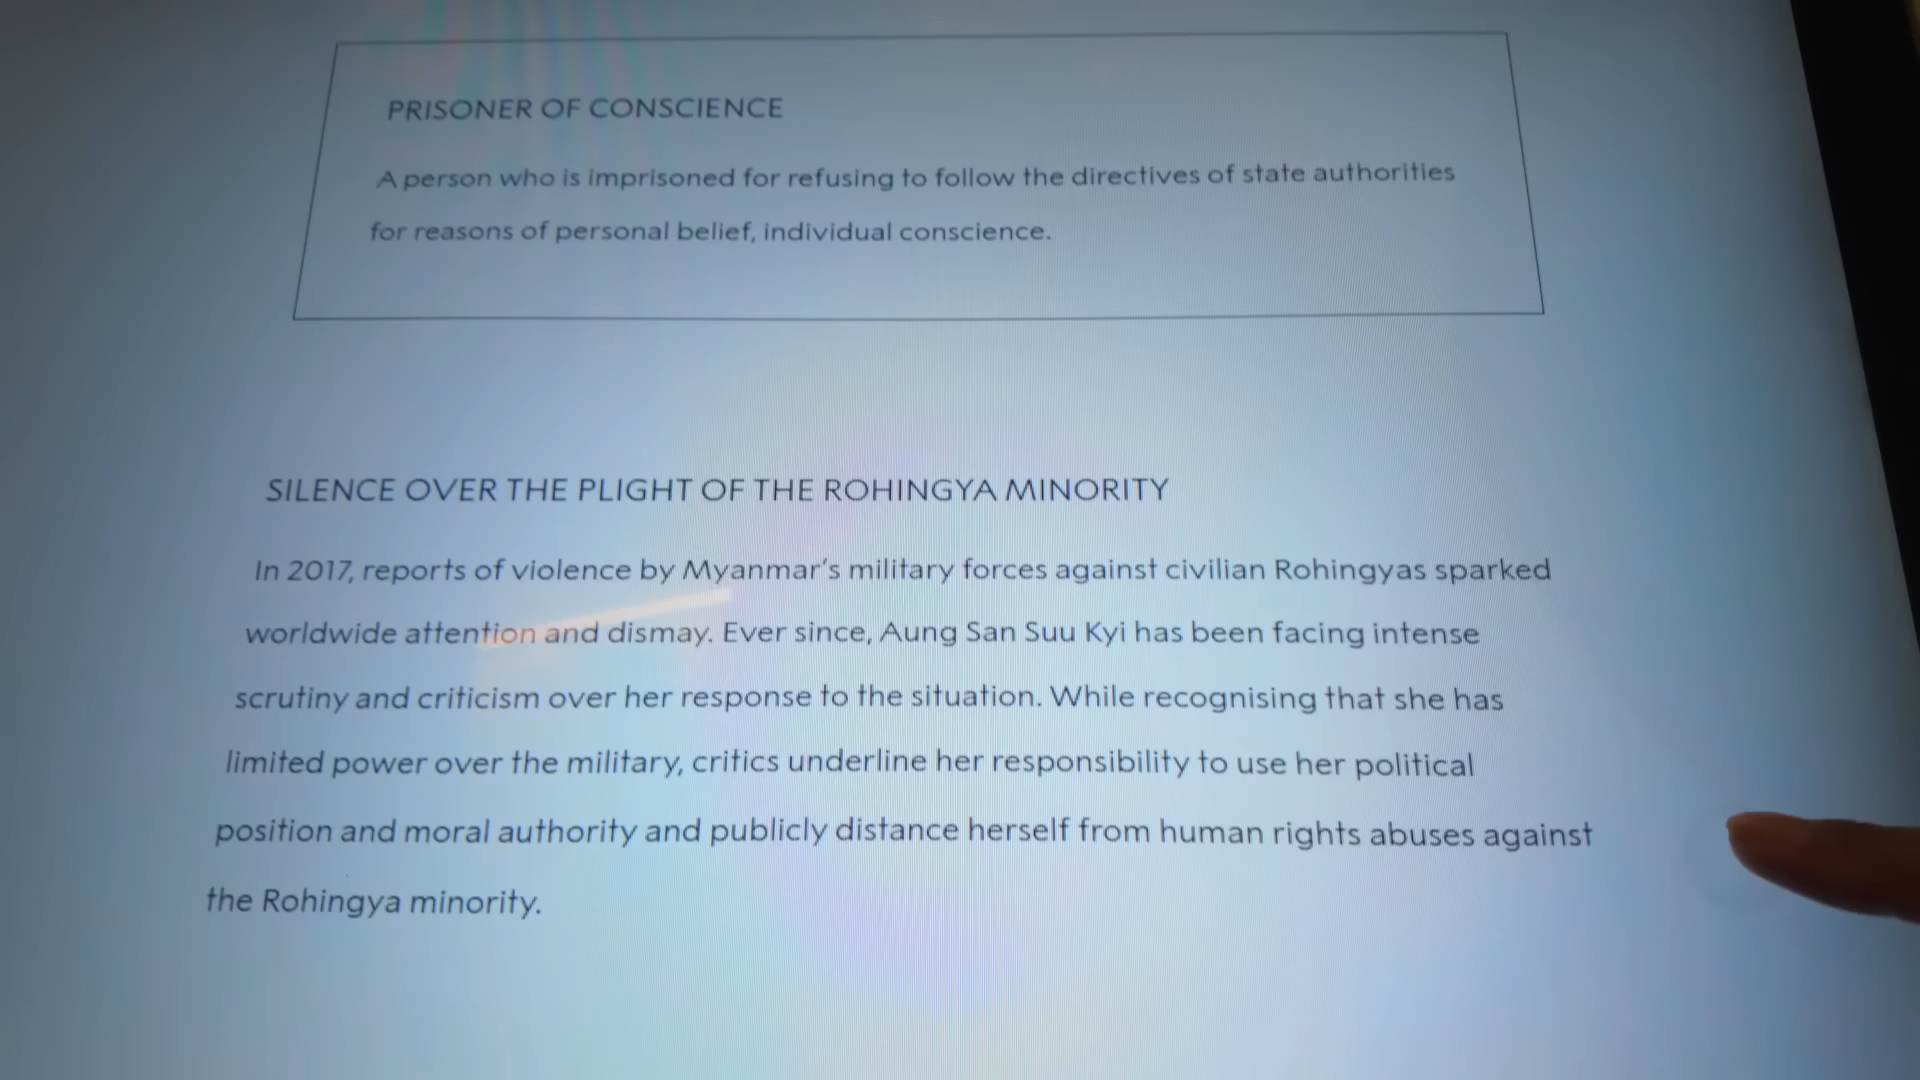 PRISONER OF CONSCIENCE
A person who is imprisoned for refusing to follow the directives of state authorities
for reasons of personal belief, individual conscience.
SILENCE OVER THE PLIGHT OF THE ROHINGYA MINORITY
In 2017, reports of violence by Myanmar's military forces against civilian Rohingyas sparked
worldwide attention and dismay. Ever since, Aung San Suu Kyi has been facing intense
scrutiny and criticism over her response to the situation. While recognising that she has
limited power over the military, critics underline her responsibility to use her political
position and moral authority and publicly distance herself from human rights abuses against
the Rohingya minority.